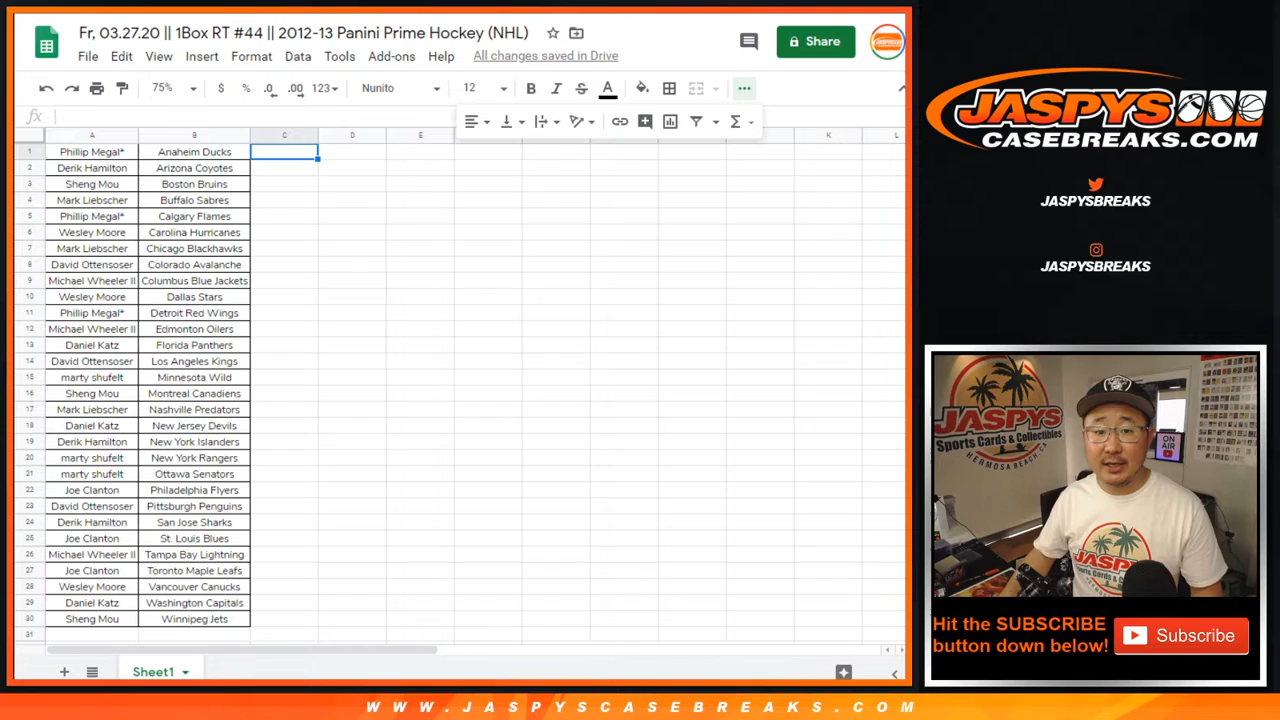 Fr, 03.27.20 || 1Box RT #44 || 2012-13 Panini Prime Hockey (NHL)
File Edit View Insert Format Data Tools Add-ons Help All changes saved in Drive
Share
75% $ % .0 .00 123 Nunito 12 B I S A
fx
A B C D E K L
1 Phillip Megal* Anaheim Ducks
2 Derik Hamilton Arizona Coyotes
3 Sheng Mou Boston Bruins
4 Mark Liebscher Buffalo Sabres
5 Phillip Megal* Calgary Flames
6 Wesley Moore Carolina Hurricanes
7 Mark Liebscher Chicago Blackhawks
8 David Ottensoser Colorado Avalanche
9 Michael Wheeler II Columbus Blue Jackets
10 Wesley Moore Dallas Stars
11 Phillip Megal* Detroit Red Wings
12 Michael Wheeler II Edmonton Oilers
13 Daniel Katz Florida Panthers
14 David Ottensoser Los Angeles Kings
15 marty shufelt Minnesota Wild
16 Sheng Mou Montreal Canadiens
17 Mark Liebscher Nashville Predators
18 Daniel Katz New Jersey Devils
19 Derik Hamilton New York Islanders
20 marty shufelt New York Rangers
21 marty shufelt Ottawa Senators
22 Joe Clanton Philadelphia Flyers
23 David Ottensoser Pittsburgh Penguins
24 Derik Hamilton San Jose Sharks
25 Joe Clanton St. Louis Blues
26 Michael Wheeler II Tampa Bay Lightning
27 Joe Clanton Toronto Maple Leafs
28 Wesley Moore Vancouver Canucks
29 Daniel Katz Washington Capitals
30 Sheng Mou Winnipeg Jets
31
Sheet1
JASPYS
CASEBREAKS.COM
JASPYSBREAKS
JASPYSBREAKS
JASPYS
Sports Cards & Collectibles
HERMOSA BEACH, CA
ON AIR
JASPYS
Hit the SUBSCRIBE
button down below!
Subscribe
WWW.JASPYSCASEBREAKS.COM